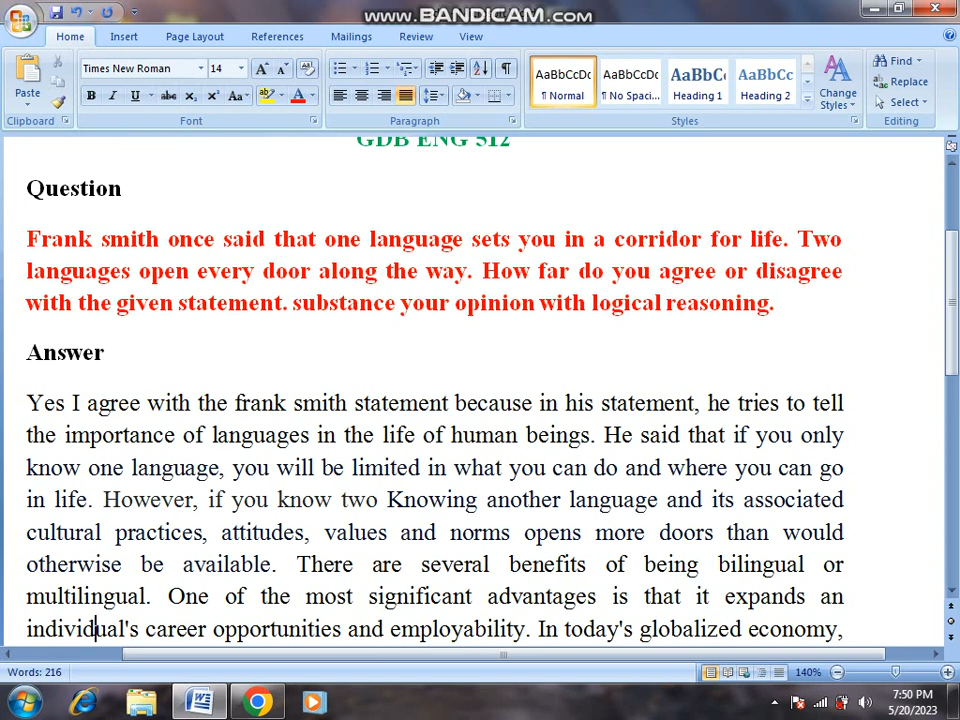 www.BANDICAM.com
Home Insert Page Layout References Mailings Review View
Paste
Clipboard
Times New Roman 14
B I U abc x₂ x² Aa A
Font
Paragraph
AaBbCcDc AaBbCcDc AaBbC AaBbCc
¶ Normal ¶ No Spaci... Heading 1 Heading 2
Change Styles
Styles
Find
Replace
Select
Editing
GDB ENG 512
Question
Frank smith once said that one language sets you in a corridor for life. Two
languages open every door along the way. How far do you agree or disagree
with the given statement. substance your opinion with logical reasoning.
Answer
Yes I agree with the frank smith statement because in his statement, he tries to tell
the importance of languages in the life of human beings. He said that if you only
know one language, you will be limited in what you can do and where you can go
in life. However, if you know two Knowing another language and its associated
cultural practices, attitudes, values and norms opens more doors than would
otherwise be available. There are several benefits of being bilingual or
multilingual. One of the most significant advantages is that it expands an
individual's career opportunities and employability. In today's globalized economy,
Words: 216
140%
7:50 PM
5/20/2023